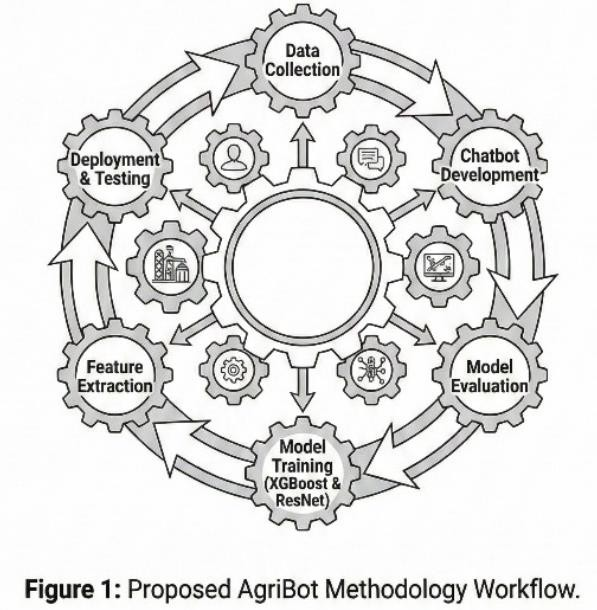 Data
Collection
Chatbot
Development
Model
Evaluation
Model
Training
(XGBoost &
ResNet)
Feature
Extraction
Deployment
& Testing
Figure 1: Proposed AgriBot Methodology Workflow.